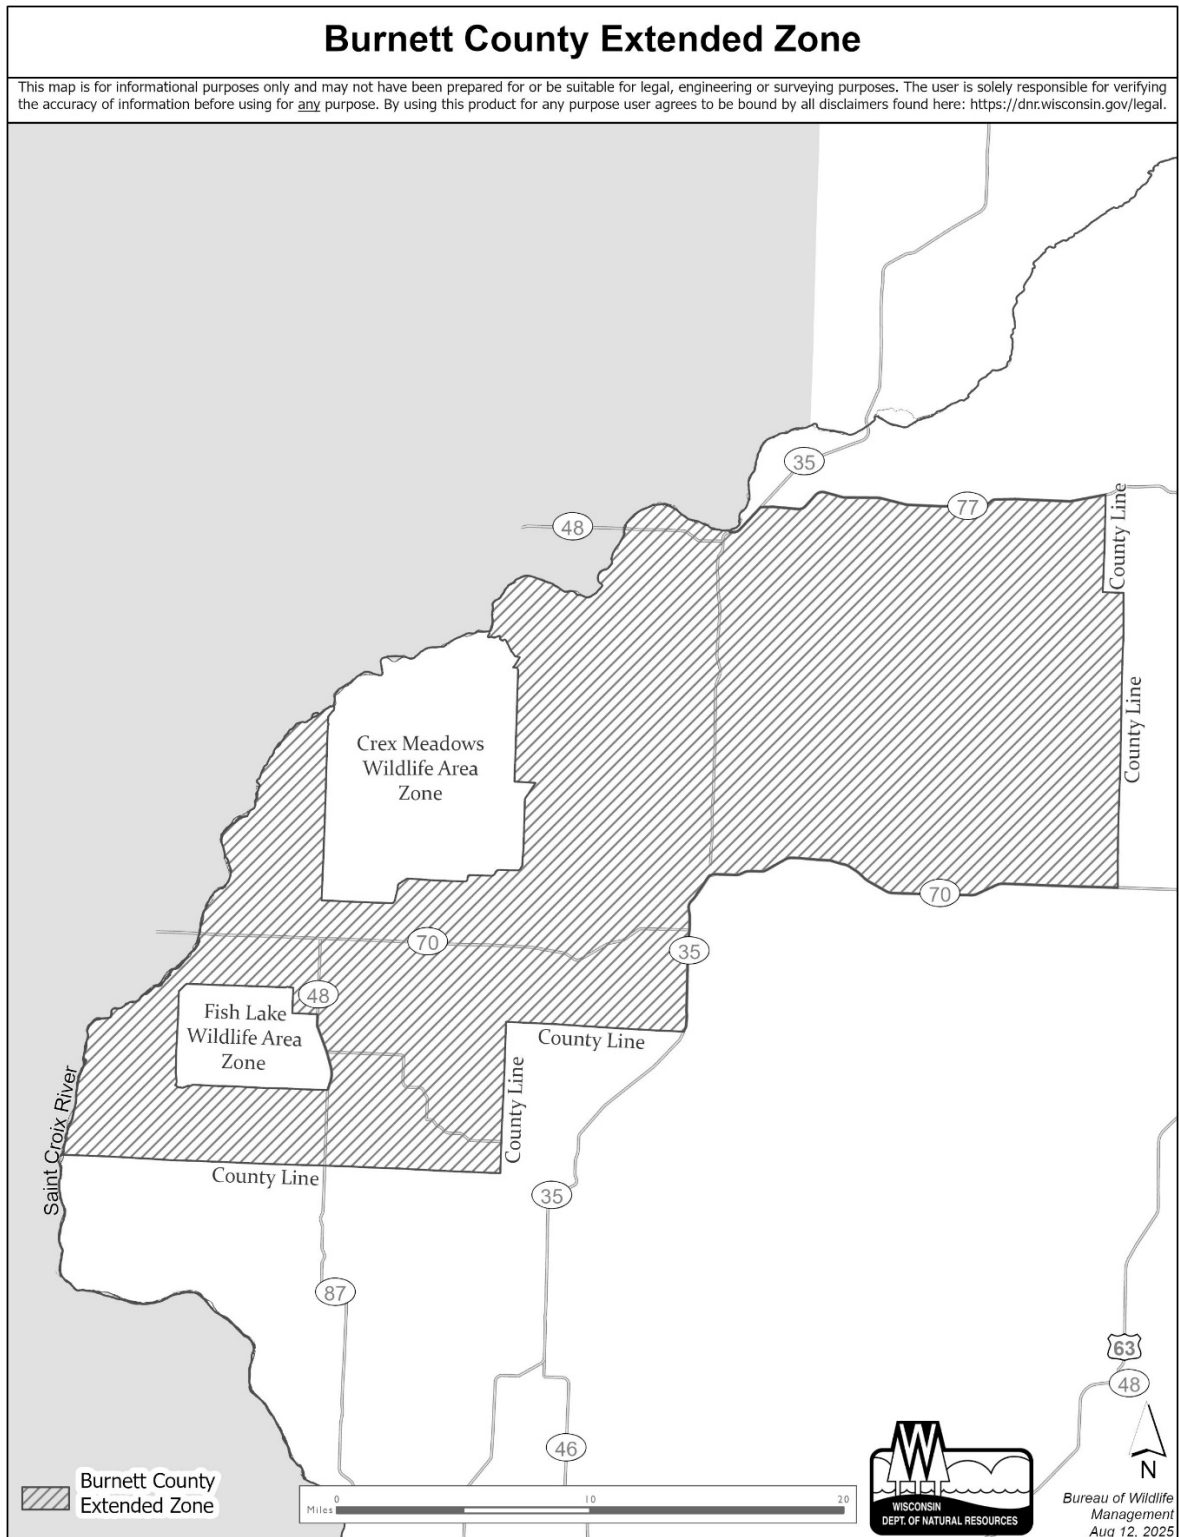 Burnett County Extended Zone
This map is for informational purposes only and may not have been prepared for or be suitable for legal, engineering or surveying purposes. The user is solely responsible for verifying
the accuracy of information before using for any purpose. By using this product for any purpose user agrees to be bound by all disclaimers found here: https://dnr.wisconsin.gov/legal.
35
77
48
County Line
County Line
Crex Meadows
Wildlife Area
Zone
70
70
35
48
Fish Lake
Wildlife Area
Zone
County Line
County Line
Saint Croix River
County Line
35
87
63
48
46
N
Burnett County
Extended Zone
Miles
0
10
20
WISCONSIN
DEPT. OF NATURAL RESOURCES
Bureau of Wildlife
Management
Aug 12, 2025